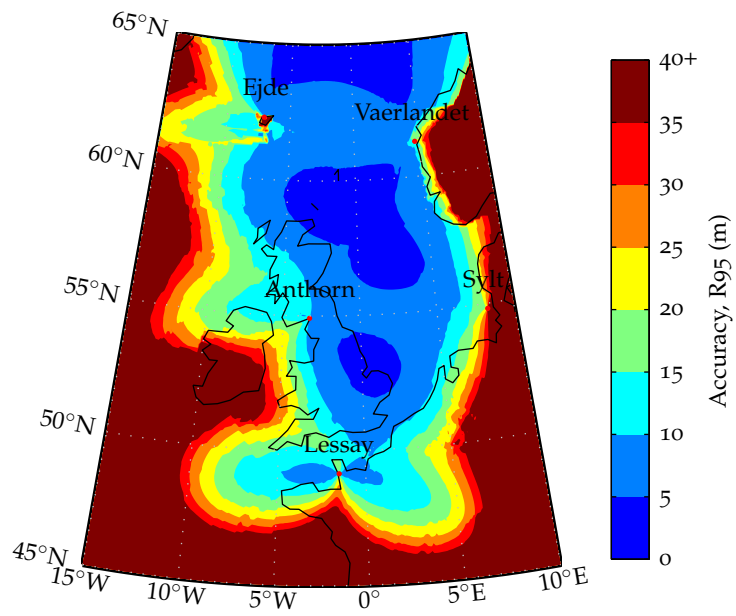 65°N
60°N
55°N
50°N
45°N
15°W
10°W
5°W
0°
5°E
10°E
Ejde
Vaerlandet
Anthorn
Sylt
Lessay
40+
35
30
25
20
15
10
5
0
Accuracy, R95 (m)